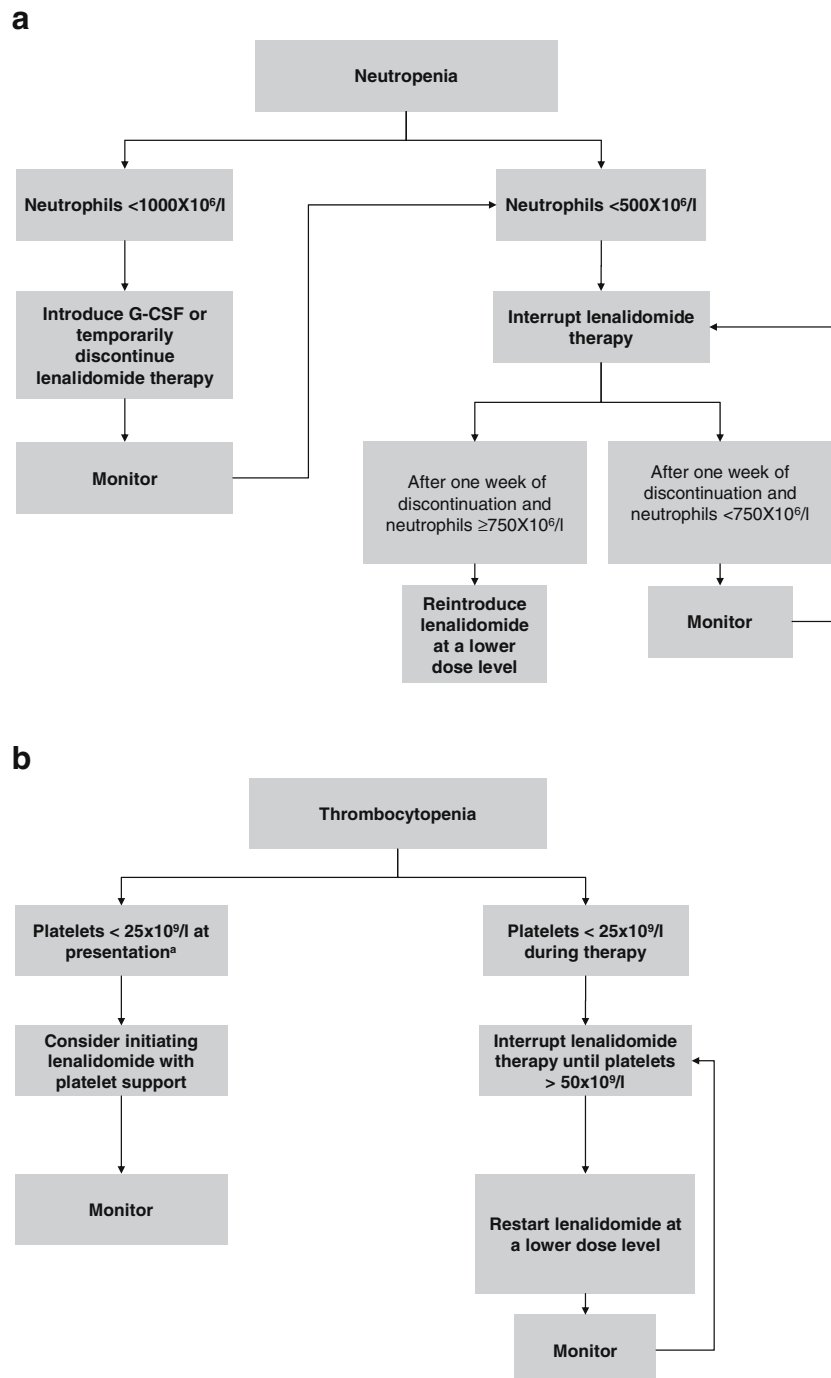 a
Neutropenia
Neutrophils <1000X10⁶/l
Neutrophils <500X10⁶/l
Introduce G-CSF or
temporarily
discontinue
lenalidomide therapy
Interrupt lenalidomide
therapy
Monitor
After one week of
discontinuation and
neutrophils ≥750X10⁶/l
After one week of
discontinuation and
neutrophils <750X10⁶/l
Reintroduce
lenalidomide
at a lower
dose level
Monitor
b
Thrombocytopenia
Platelets < 25x10⁹/l at
presentationᵃ
Platelets < 25x10⁹/l
during therapy
Consider initiating
lenalidomide with
platelet support
Interrupt lenalidomide
therapy until platelets
> 50x10⁹/l
Monitor
Restart lenalidomide at
a lower dose level
Monitor